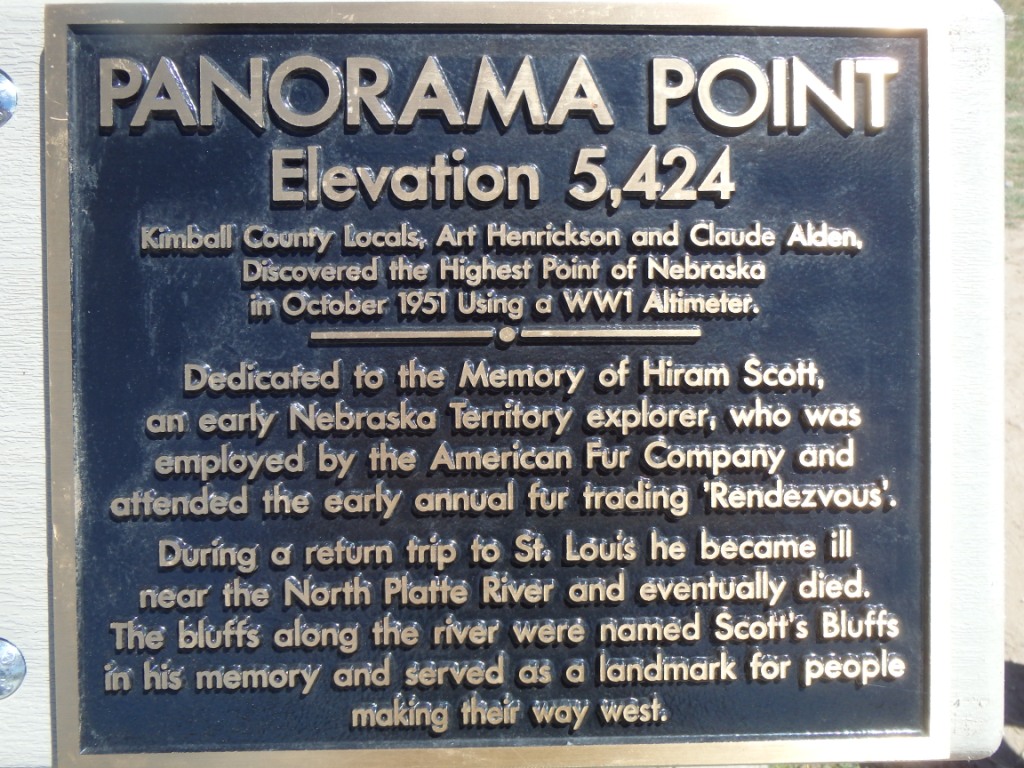 PANORAMA POINT
Elevation 5,424
Kimball County Locals, Art Henrickson and Claude Alden,
Discovered the Highest Point of Nebraska
in October 1951 Using a WW1 Altimeter.
Dedicated to the Memory of Hiram Scott,
an early Nebraska Territory explorer, who was
employed by the American Fur Company and
attended the early annual fur trading 'Rendezvous'.
During a return trip to St. Louis he became ill
near the North Platte River and eventually died.
The bluffs along the river were named Scott's Bluffs
in his memory and served as a landmark for people
making their way west.